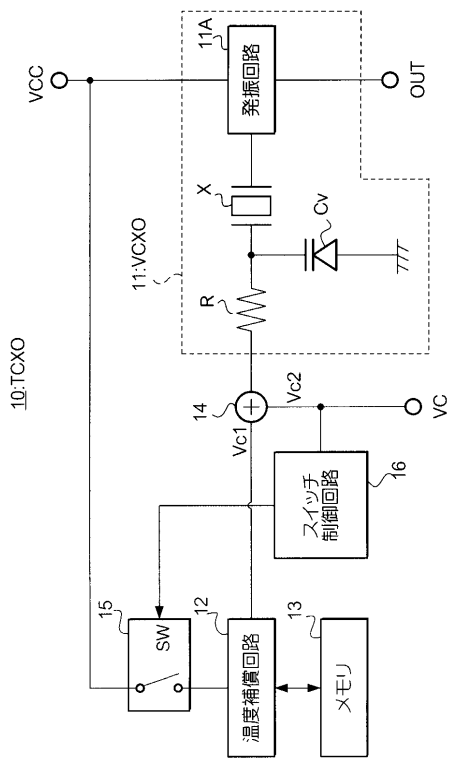 10:TCXO
VCC
11:VCXO
11A
発振回路
OUT
X
R
Cv
14
Vc1
Vc2
VC
15
SW
12
温度補償回路
13
メモリ
スイッチ
制御回路
16